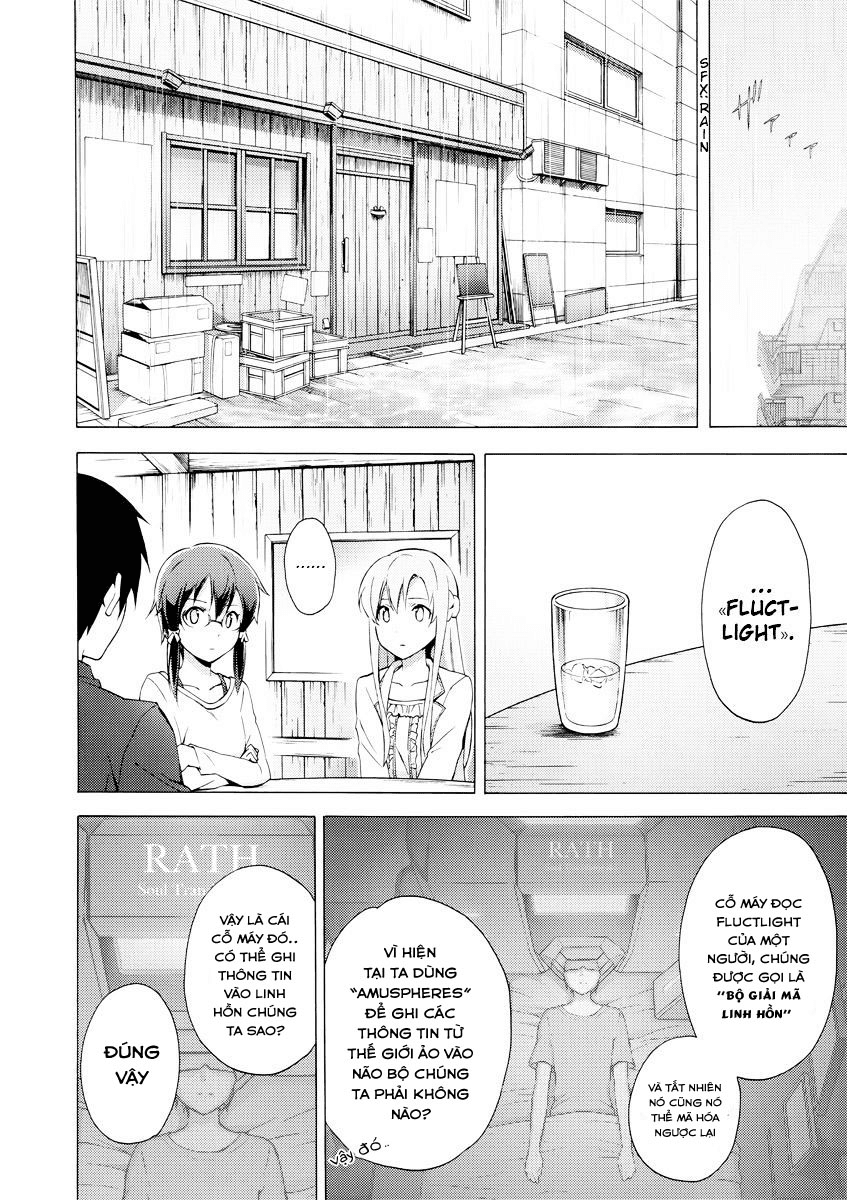 SFX: RAIN
...
«FLUCT-
LIGHT».
.......
RATH
CỖ MÁY ĐỌC
FLUCTLIGHT
CỦA MỘT
NGƯỜI, CHÚNG
ĐƯỢC GỌI LÀ
"BỘ GIẢI MÃ
LINH HỒN"
VÀ TẤT NHIÊN
NÓ CŨNG NÓ
THỂ MÃ HÓA
NGƯỢC LẠI
VÌ HIỆN
TẠI TA DÙNG
"AMUSPHERES"
ĐỂ GHI CÁC
THÔNG TIN TỪ
THẾ GIỚI ẢO VÀO
NÃO BỘ CHÚNG
TA PHẢI KHÔNG
NÀO?
vậy đó..
RATH
Soul Tran
VẬY LÀ CÁI
CỖ MÁY ĐÓ..
CÓ THỂ GHI
THÔNG TIN
VÀO LINH
HỒN CHÚNG
TA SAO?
ĐÚNG
VẬY